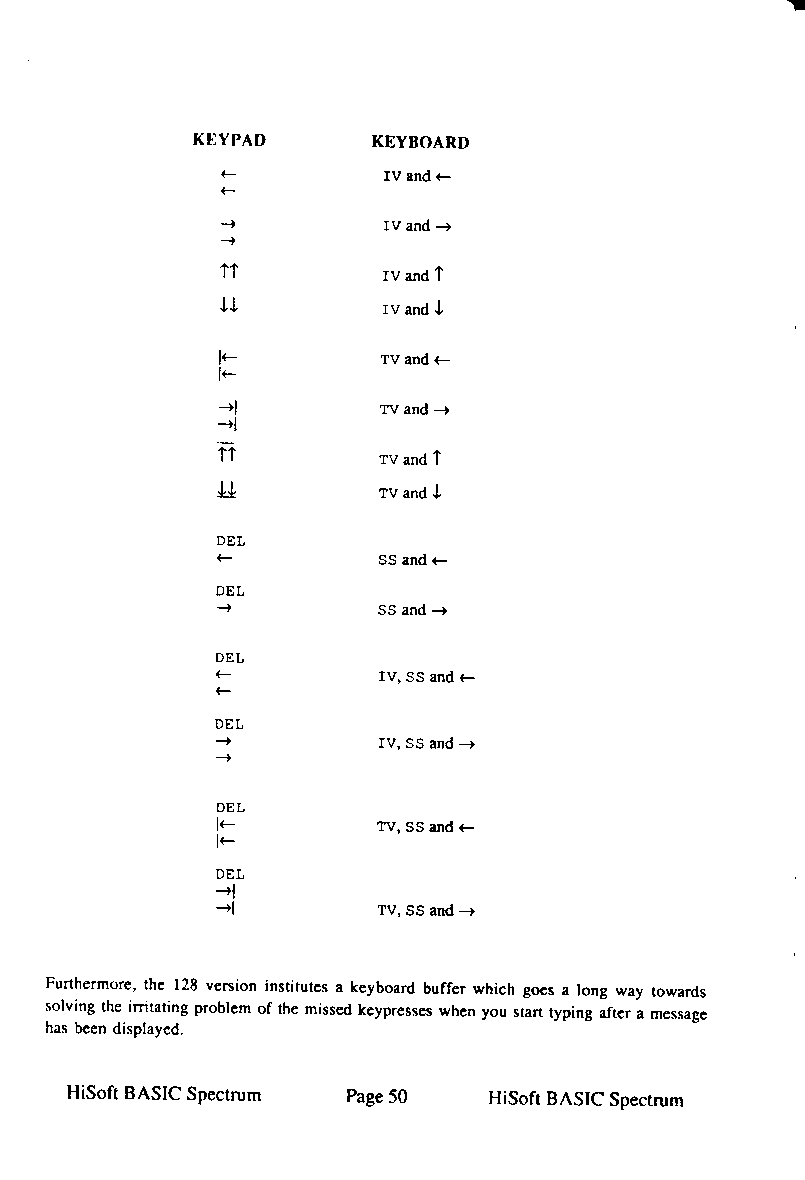 KEYPAD KEYBOARD
← IV and ←
←
→ IV and →
→
↑↑ IV and ↑
↓↓ IV and ↓
|← TV and ←
|←
→| TV and →
→|
⤒⤒ TV and ↑
⤓⤓ TV and ↓
DEL
← SS and ←
DEL
→ SS and →
DEL
← IV, SS and ←
←
DEL
→ IV, SS and →
→
DEL
|← TV, SS and ←
|←
DEL
→|
→| TV, SS and →
Furthermore, the 128 version institutes a keyboard buffer which goes a long way towards
solving the irritating problem of the missed keypresses when you start typing after a message
has been displayed.
HiSoft BASIC Spectrum Page 50 HiSoft BASIC Spectrum